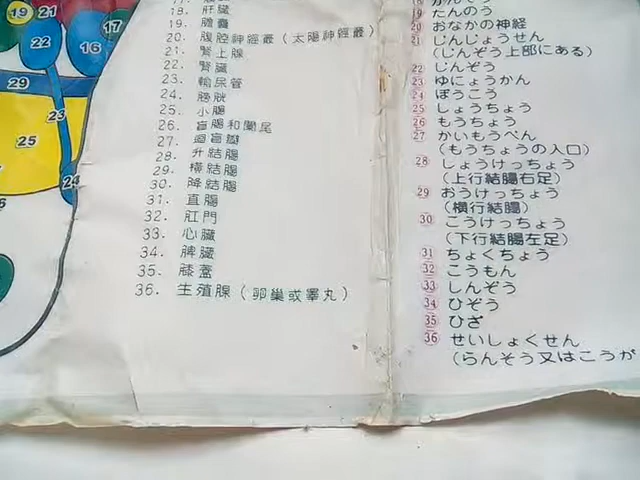 19
21
22
16
17
29
23
25
24
18. 肝臟
19. 膽囊
20. 腹腔神經叢（太陽神經叢）
21. 腎上腺
22. 腎臟
23. 輸尿管
24. 膀胱
25. 小腸
26. 盲腸和闌尾
27. 迴盲瓣
28. 升結腸
29. 橫結腸
30. 降結腸
31. 直腸
32. 肛門
33. 心臟
34. 脾臟
35. 膝蓋
36. 生殖腺（卵巢或睪丸）
19 たんのう
20 おなかの神経
21 じんじょうせん
（じんぞう上部にある）
22 じんぞう
23 ゆにょうかん
24 ぼうこう
25 しょうちょう
26 もうちょう
27 かいもうべん
（もうちょうの入口）
28 しょうけっちょう
（上行結腸右足）
29 おうけっちょう
（横行結腸）
30 こうけっちょう
（下行結腸左足）
31 ちょくちょう
32 こうもん
33 しんぞう
34 ひぞう
35 ひざ
36 せいしょくせん
（らんそう又はこうが